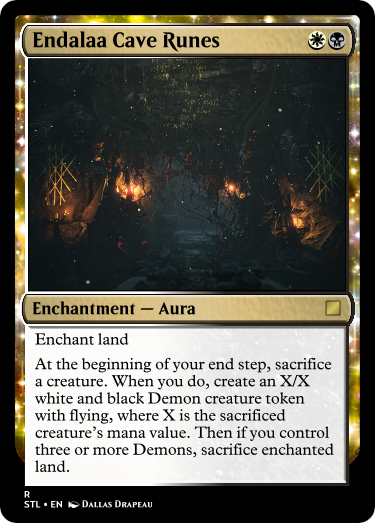 Endalaa Cave Runes
Enchantment — Aura
Enchant land
At the beginning of your end step, sacrifice
a creature. When you do, create an X/X
white and black Demon creature token
with flying, where X is the sacrificed
creature's mana value. Then if you control
three or more Demons, sacrifice enchanted
land.
R
STL • EN Dallas Drapeau